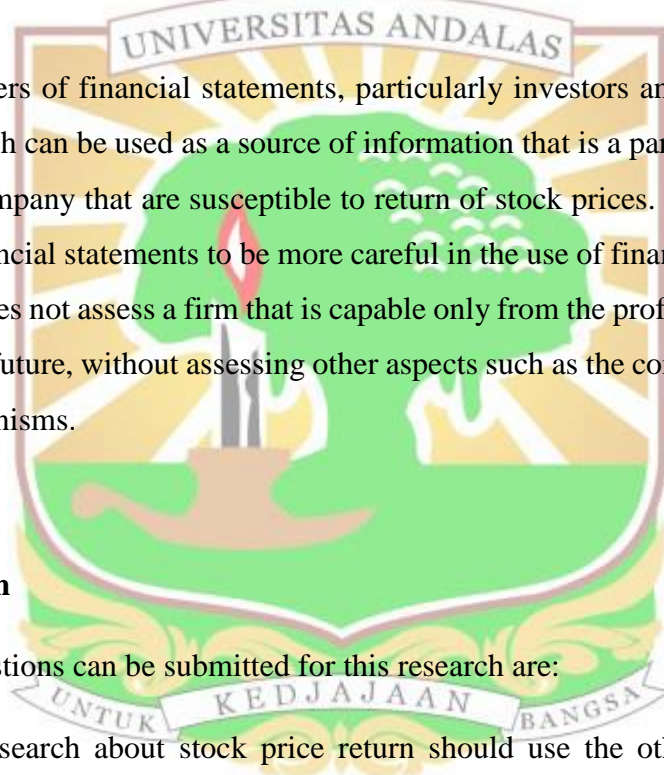 UNIVERSITAS ANDALAS
ers of financial statements, particularly investors an
h can be used as a source of information that is a par
mpany that are susceptible to return of stock prices.
ncial statements to be more careful in the use of finan
es not assess a firm that is capable only from the prof
future, without assessing other aspects such as the co
nisms.
n
stions can be submitted for this research are:
UNTUK KEDJAJAAN BANGSA
search about stock price return should use the oth